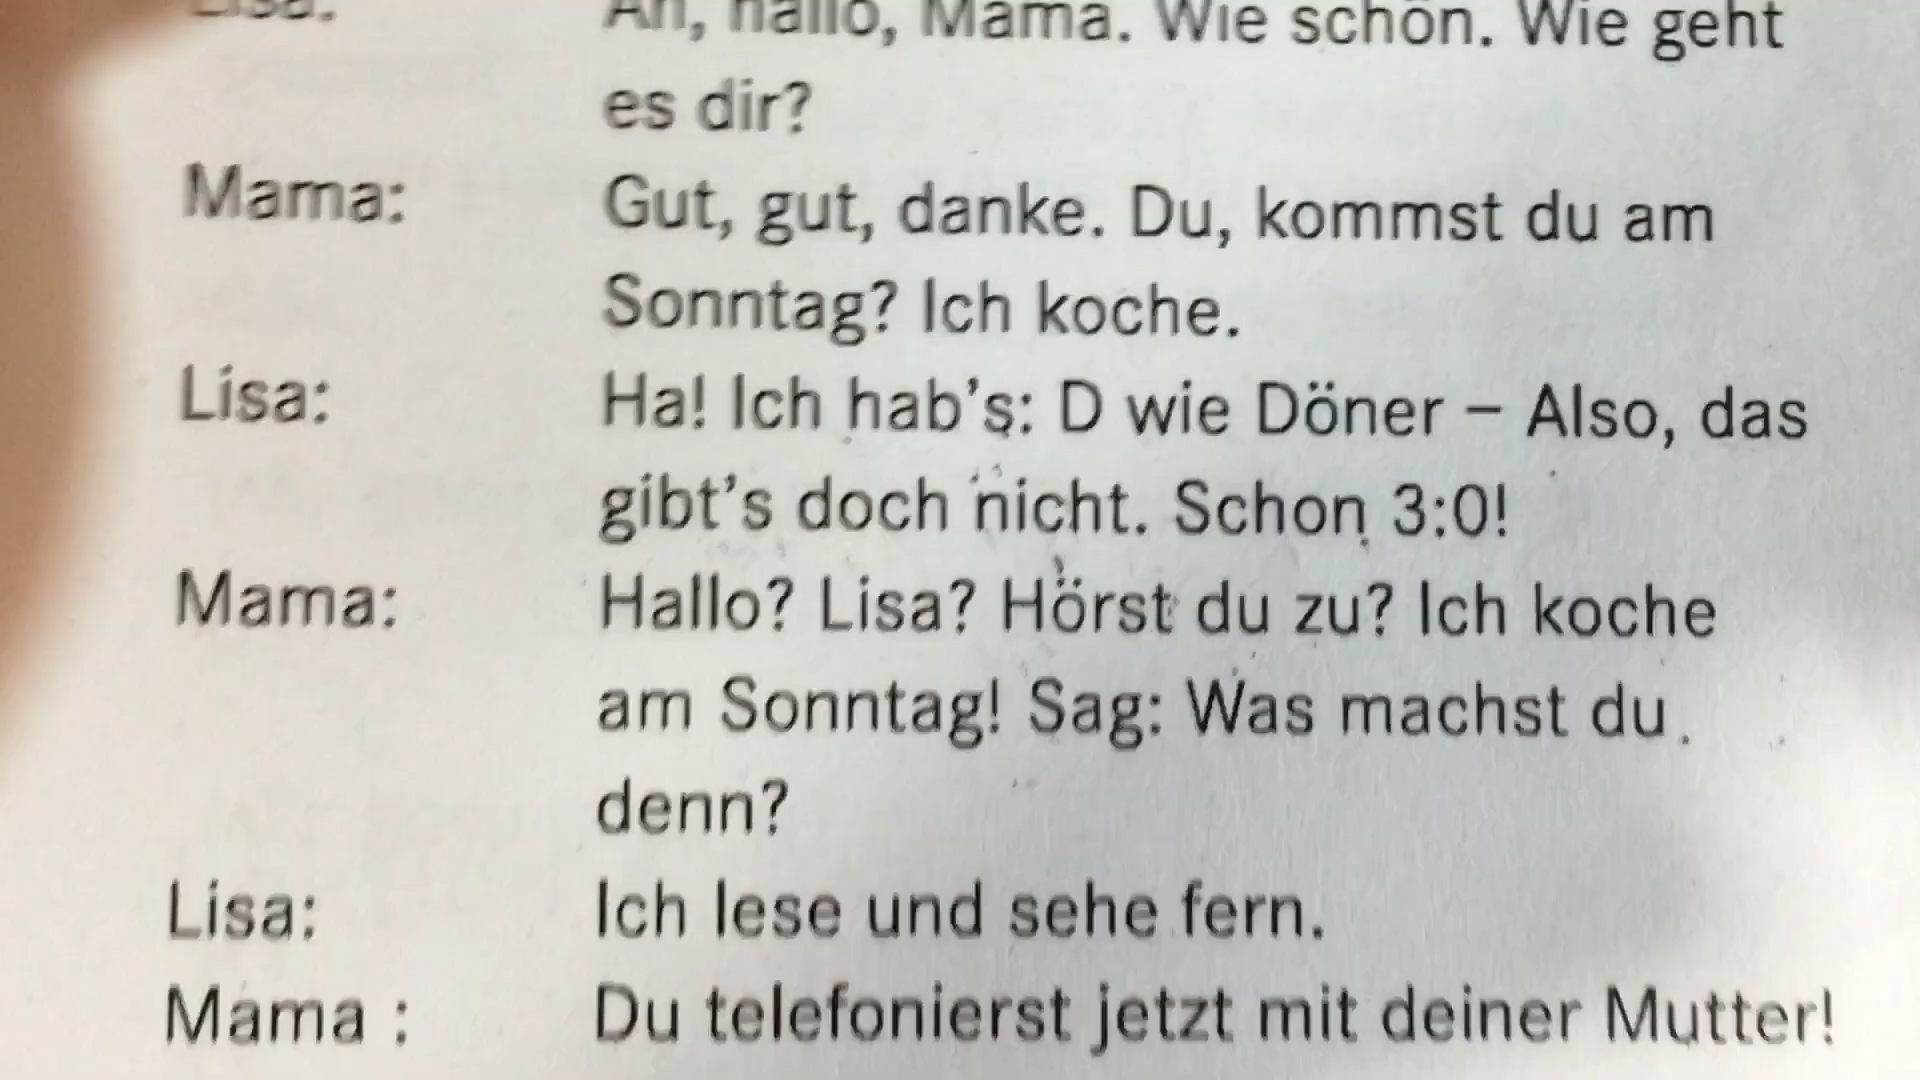 Lisa: Ah, hallo, Mama. Wie schön. Wie geht
es dir?
Mama: Gut, gut, danke. Du, kommst du am
Sonntag? Ich koche.
Lisa: Ha! Ich hab's: D wie Döner – Also, das
gibt's doch nicht. Schon 3:0!
Mama: Hallo? Lisa? Hörst du zu? Ich koche
am Sonntag! Sag: Was machst du
denn?
Lisa: Ich lese und sehe fern.
Mama : Du telefonierst jetzt mit deiner Mutter!